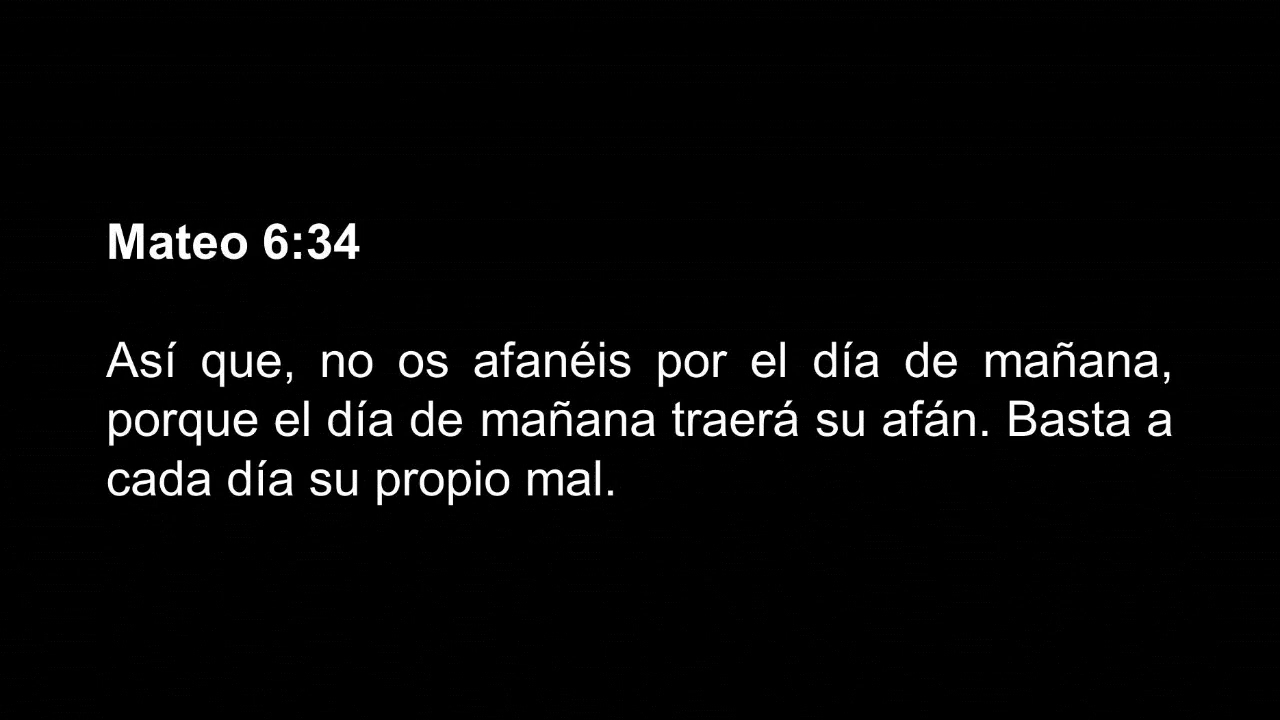 Mateo 6:34
Así que, no os afanéis por el día de mañana,
porque el día de mañana traerá su afán. Basta a
cada día su propio mal.